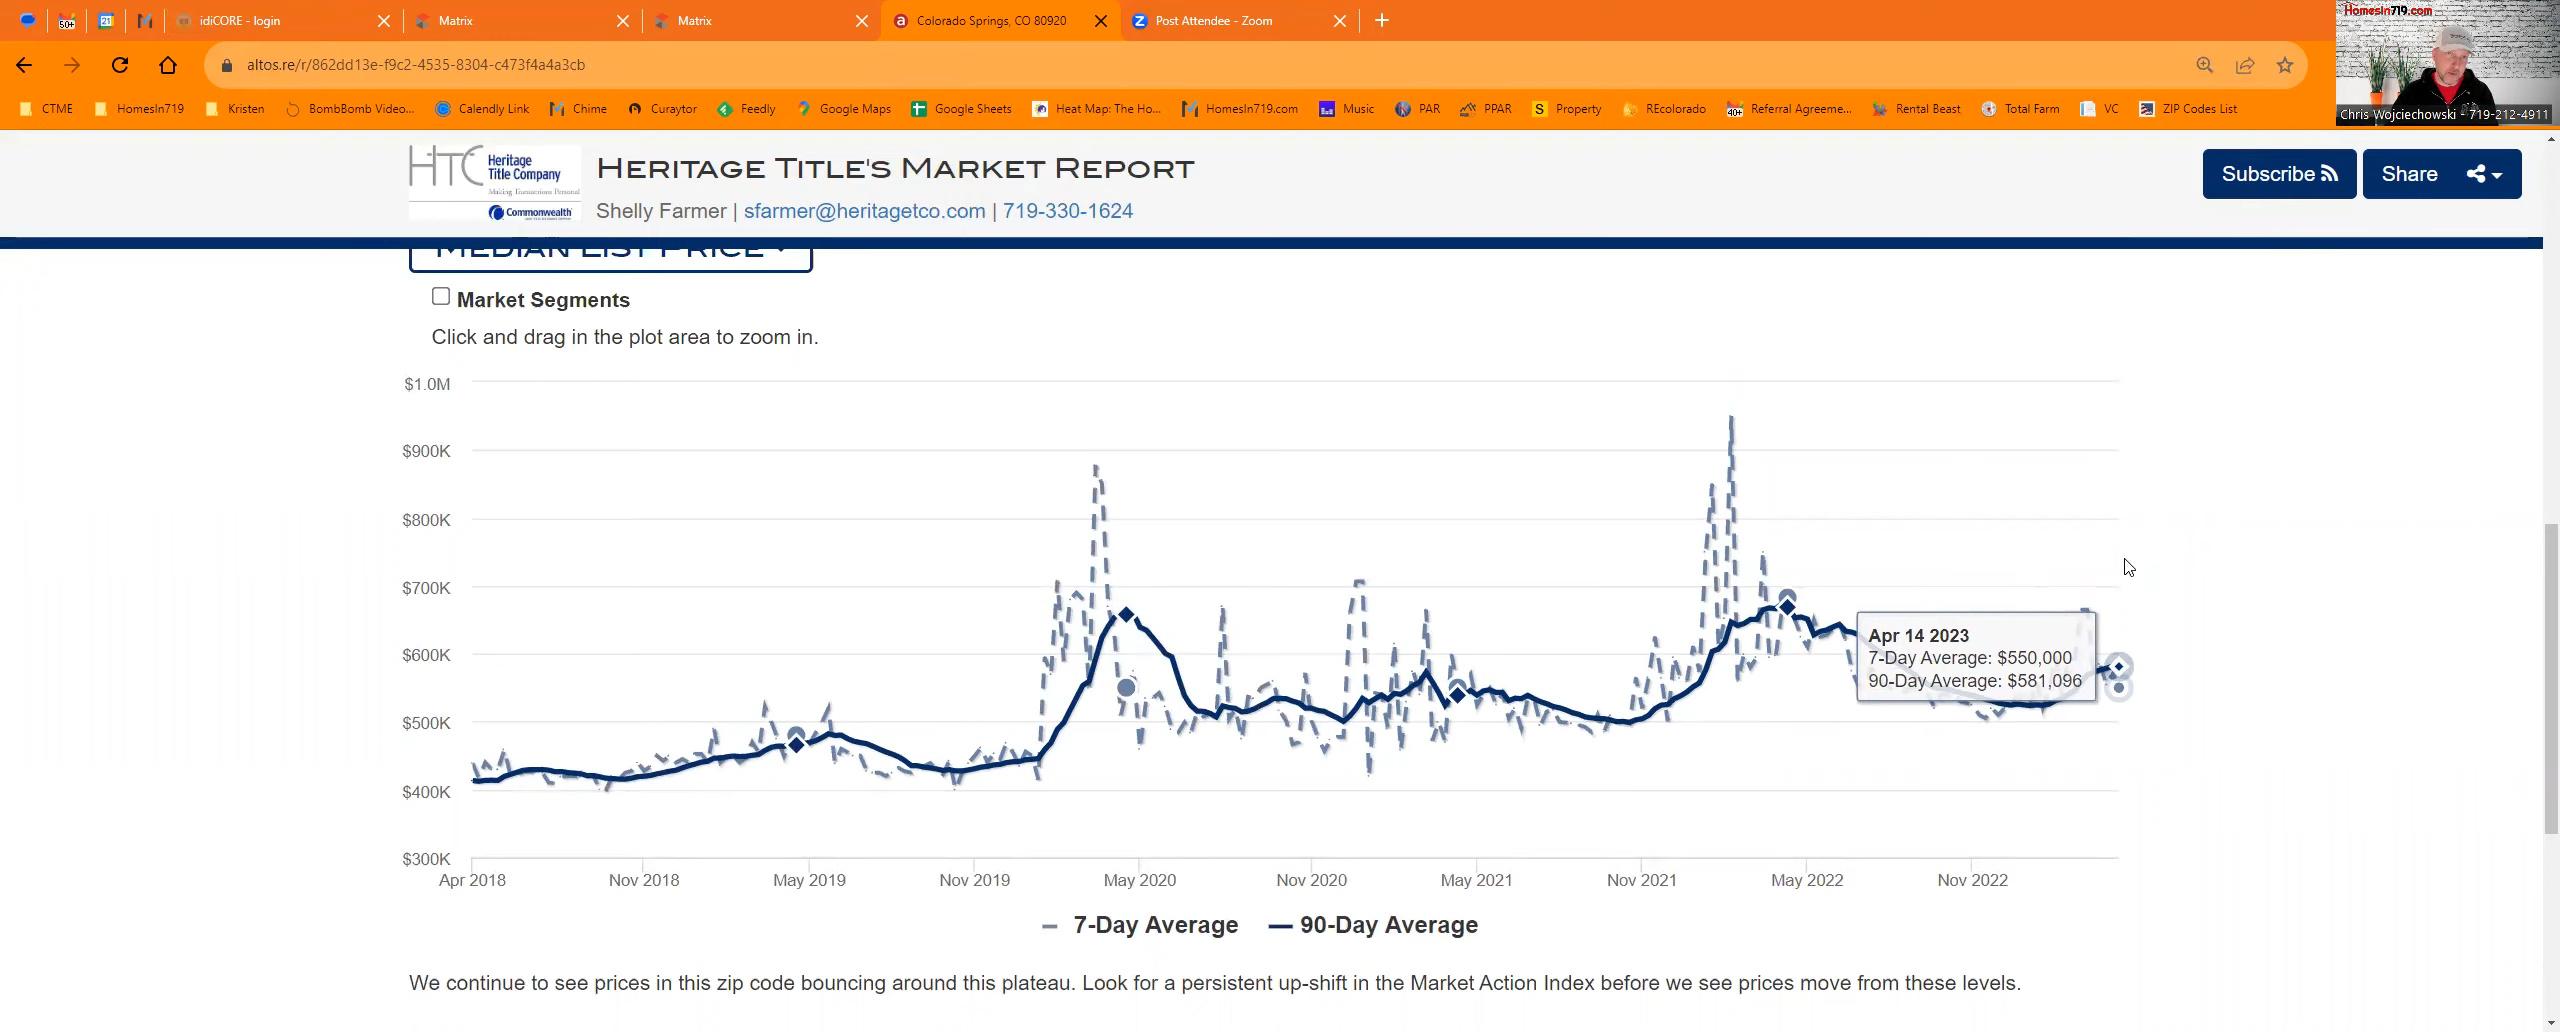 idiCORE - login
Matrix
Matrix
Colorado Springs, CO 80920
Post Attendee - Zoom
HomesIn719.com
altos.re/r/862dd13e-f9c2-4535-8304-c473f4a4a3cb
CTME
HomesIn719
Kristen
BombBomb Video...
Calendly Link
Chime
Curaytor
Feedly
Google Maps
Google Sheets
Heat Map: The Ho...
HomesIn719.com
Music
PAR
PPAR
Property
REcolorado
Referral Agreeme...
Rental Beast
Total Farm
VC
ZIP Codes List
Chris Wojciechowski - 719-212-4911
HTC
Heritage
Title Company
Making Transactions Personal
Commonwealth
HERITAGE TITLE'S MARKET REPORT
Shelly Farmer | sfarmer@heritagetco.com | 719-330-1624
Subscribe
Share
MEDIAN LIST PRICE
Market Segments
Click and drag in the plot area to zoom in.
$1.0M
$900K
$800K
$700K
$600K
$500K
$400K
$300K
Apr 14 2023
7-Day Average: $550,000
90-Day Average: $581,096
Apr 2018
Nov 2018
May 2019
Nov 2019
May 2020
Nov 2020
May 2021
Nov 2021
May 2022
Nov 2022
7-Day Average
90-Day Average
We continue to see prices in this zip code bouncing around this plateau. Look for a persistent up-shift in the Market Action Index before we see prices move from these levels.